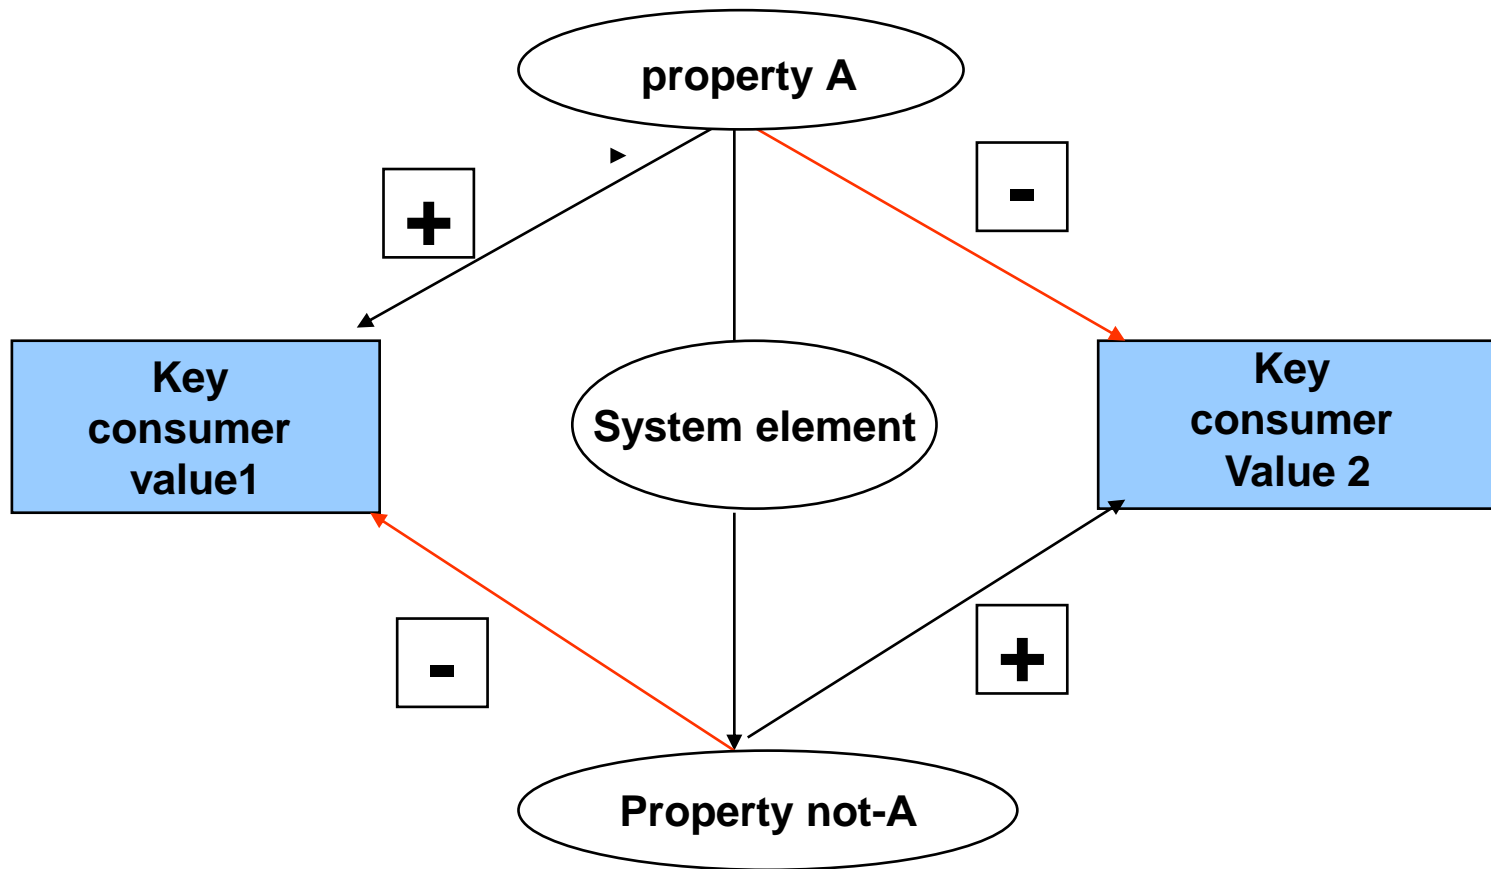 property A
+
-
Key
consumer
value1
System element
Key
consumer
Value 2
-
+
Property not-A